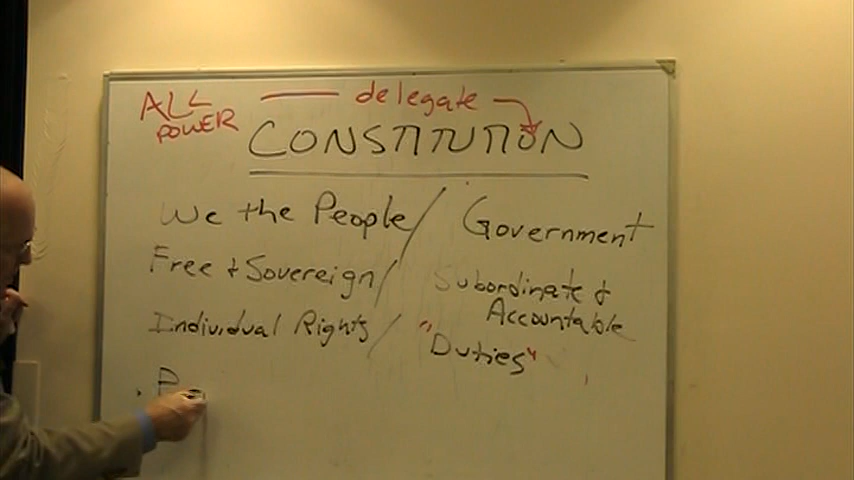 ALL —— delegate
POWER
CONSTITUTION
We the People / Government
Free + Sovereign / Subordinate &
Accountable
Individual Rights / "Duties"
. P